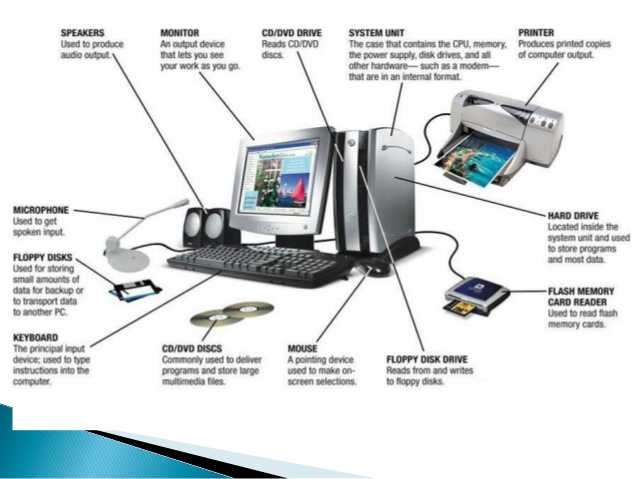 SPEAKERS
Used to produce
audio output.
MONITOR
An output device
that lets you see
your work as you go.
CD/DVD DRIVE
Reads CD/DVD
discs.
SYSTEM UNIT
The case that contains the CPU, memory,
the power supply, disk drives, and all
other hardware— such as a modem—
that are in an internal format.
PRINTER
Produces printed copies
of computer output.
MICROPHONE
Used to get
spoken input.
HARD DRIVE
Located inside the
system unit and used
to store programs
and most data.
FLOPPY DISKS
Used for storing
small amounts of
data for backup or
to transport data
to another PC.
FLASH MEMORY
CARD READER
Used to read flash
memory cards.
KEYBOARD
The principal input
device; used to type
instructions into the
computer.
CD/DVD DISCS
Commonly used to deliver
programs and store large
multimedia files.
MOUSE
A pointing device
used to make on-
screen selections.
FLOPPY DISK DRIVE
Reads from and writes
to floppy disks.